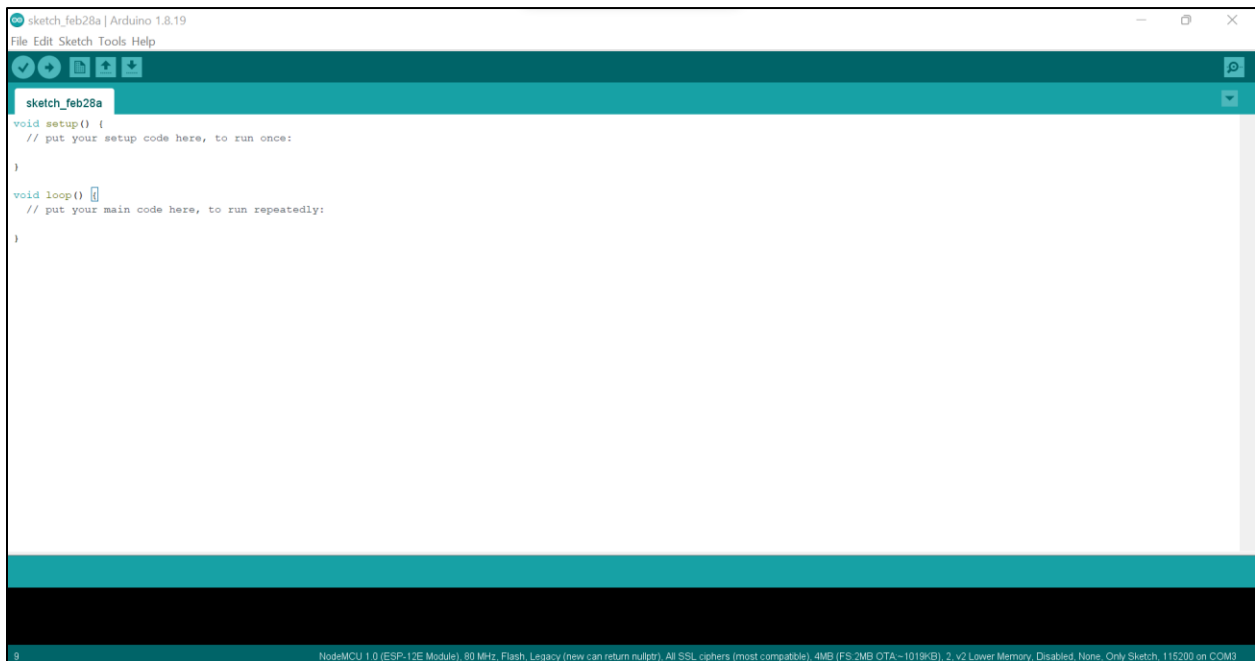 sketch_feb28a | Arduino 1.8.19
File Edit Sketch Tools Help
sketch_feb28a
void setup() {
// put your setup code here, to run once:
}
void loop() {
// put your main code here, to run repeatedly:
}
9
NodeMCU 1.0 (ESP-12E Module), 80 MHz, Flash, Legacy (new can return nullptr), All SSL ciphers (most compatible), 4MB (FS:2MB OTA:~1019KB), 2, v2 Lower Memory, Disabled, None, Only Sketch, 115200 on COM3